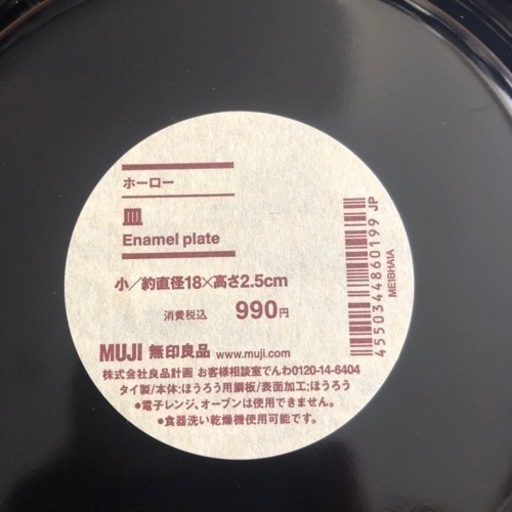 ホーロー
皿
Enamel plate
小／約直径18×高さ2.5cm
消費税込 990円
MUJI 無印良品 www.muji.com
株式会社良品計画 お客様相談室でんわ0120-14-6404
タイ製/本体:ほうろう用鋼板/表面加工:ほうろう
●電子レンジ、オーブンは使用できません。
●食器洗い乾燥機使用可能です。
4550344860199 JP
ME1BHA1A